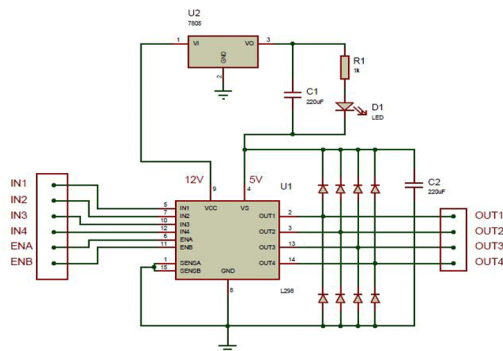 U2
7805
1 VI VO 3
GND
2
R1
1k
C1
220uF
D1
LED
12V 5V
9 4
U1
C2
220uF
IN1
IN2
IN3
IN4
ENA
ENB
5 IN1 VCC VS OUT1 2
7 IN2 OUT2 3
10 IN3 OUT3 13
12 IN4 OUT4 14
6 ENA
11 ENB
1 SENSA
15 SENSB GND
8
L298
OUT1
OUT2
OUT3
OUT4